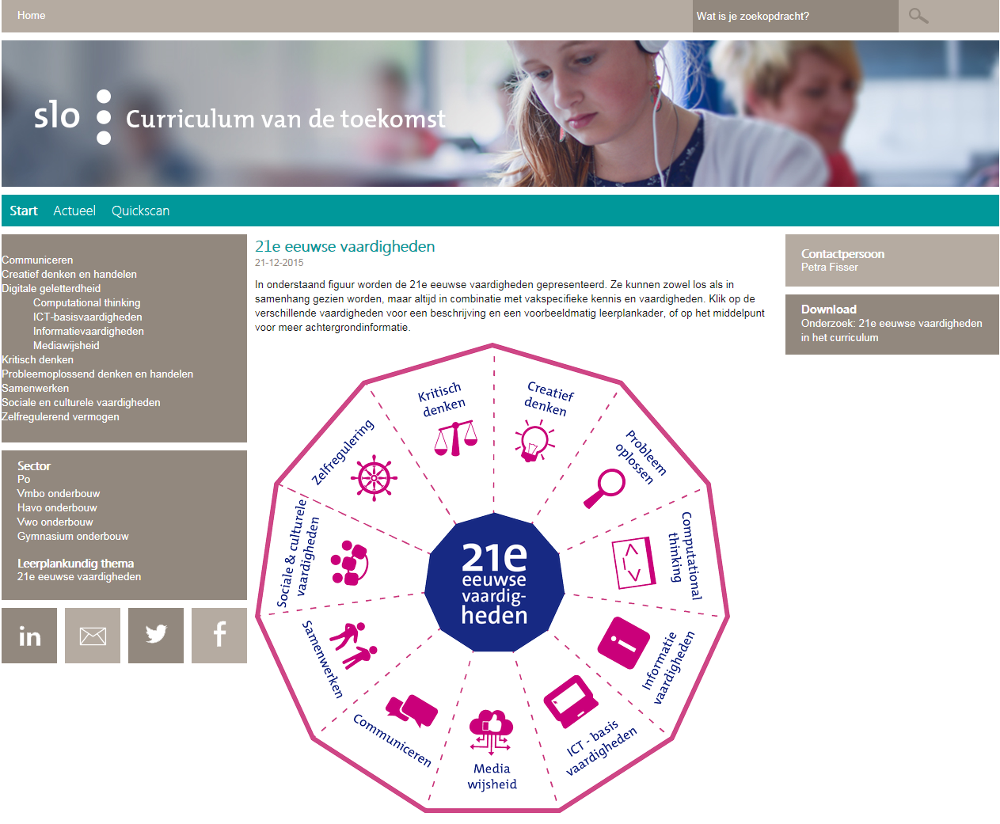 Home
Wat is je zoekopdracht?
slo
Curriculum van de toekomst
Start Actueel Quickscan
Communiceren
Creatief denken en handelen
Digitale geletterdheid
Computational thinking
ICT-basisvaardigheden
Informatievaardigheden
Mediawijsheid
Kritisch denken
Probleemoplossend denken en handelen
Samenwerken
Sociale en culturele vaardigheden
Zelfregulerend vermogen
Sector
Po
Vmbo onderbouw
Havo onderbouw
Vwo onderbouw
Gymnasium onderbouw
Leerplankundig thema
21e eeuwse vaardigheden
in
f
21e eeuwse vaardigheden
21-12-2015
In onderstaand figuur worden de 21e eeuwse vaardigheden gepresenteerd. Ze kunnen zowel los als in
samenhang gezien worden, maar altijd in combinatie met vakspecifieke kennis en vaardigheden. Klik op de
verschillende vaardigheden voor een beschrijving en een voorbeeldmatig leerplankader, of op het middelpunt
voor meer achtergrondinformatie.
Kritisch
denken
Creatief
denken
Probleem
oplossen
Computational
thinking
Informatie
vaardigheden
ICT - basis
vaardigheden
Media
wijsheid
Communiceren
Samenwerken
Sociale & culturele
vaardigheden
Zelfregulering
21e
eeuwse
vaardig-
heden
Contactpersoon
Petra Fisser
Download
Onderzoek: 21e eeuwse vaardigheden
in het curriculum